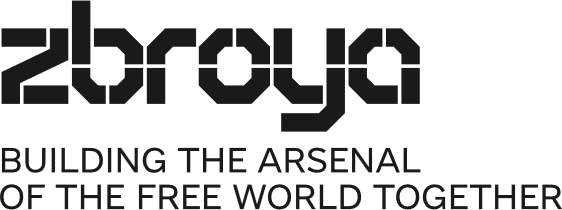 zbroya
BUILDING THE ARSENAL
OF THE FREE WORLD TOGETHER